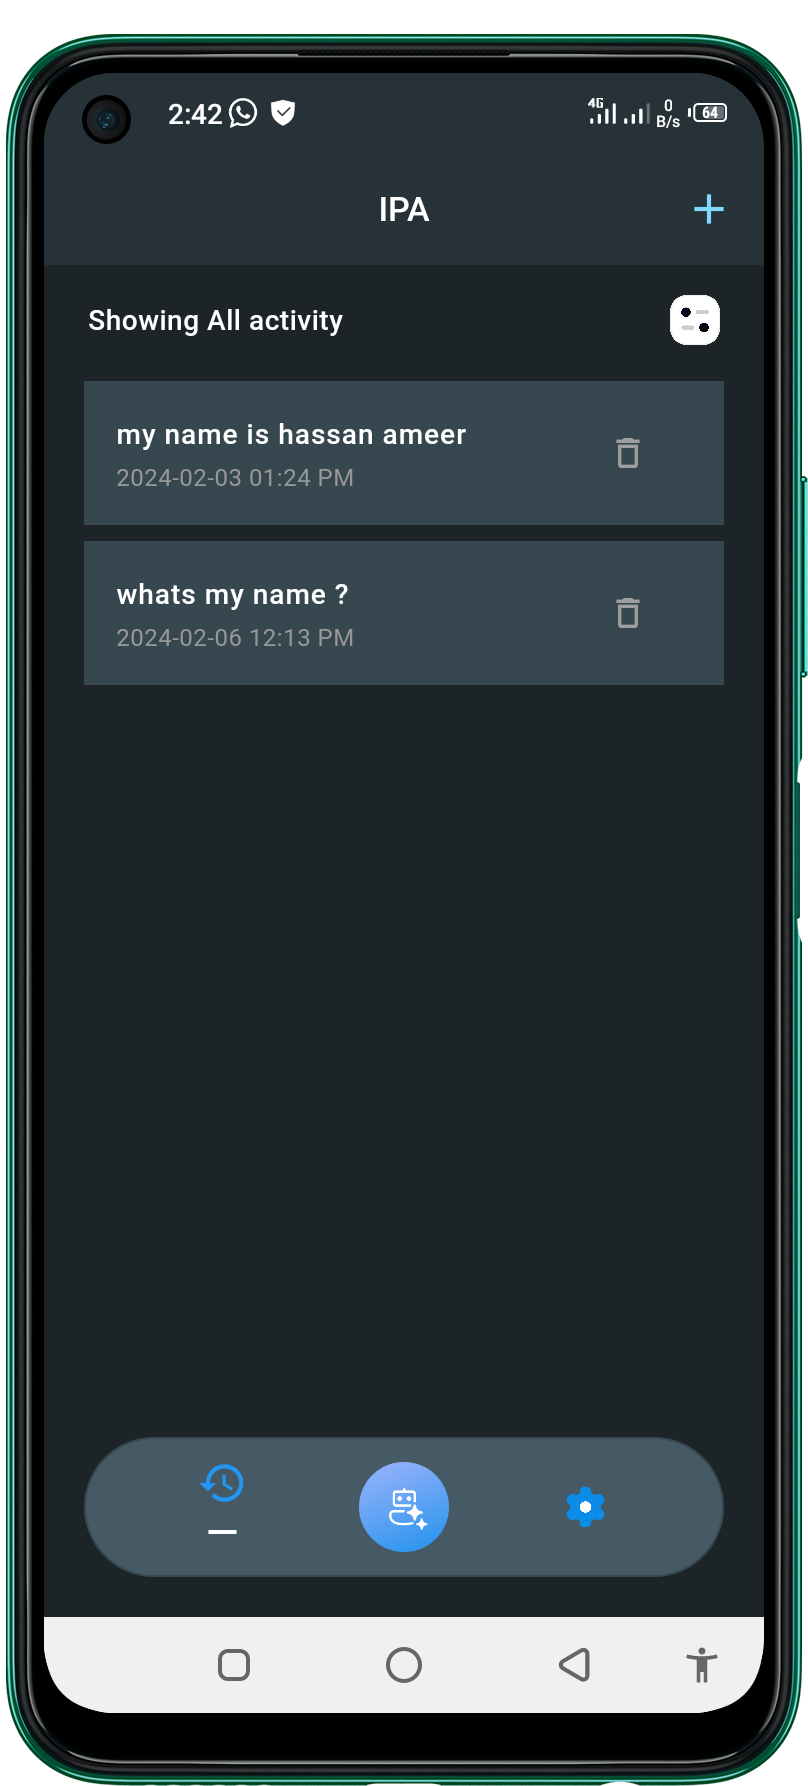 2:42 4G 0 B/s 64
IPA
Showing All activity
my name is hassan ameer
2024-02-03 01:24 PM
whats my name ?
2024-02-06 12:13 PM